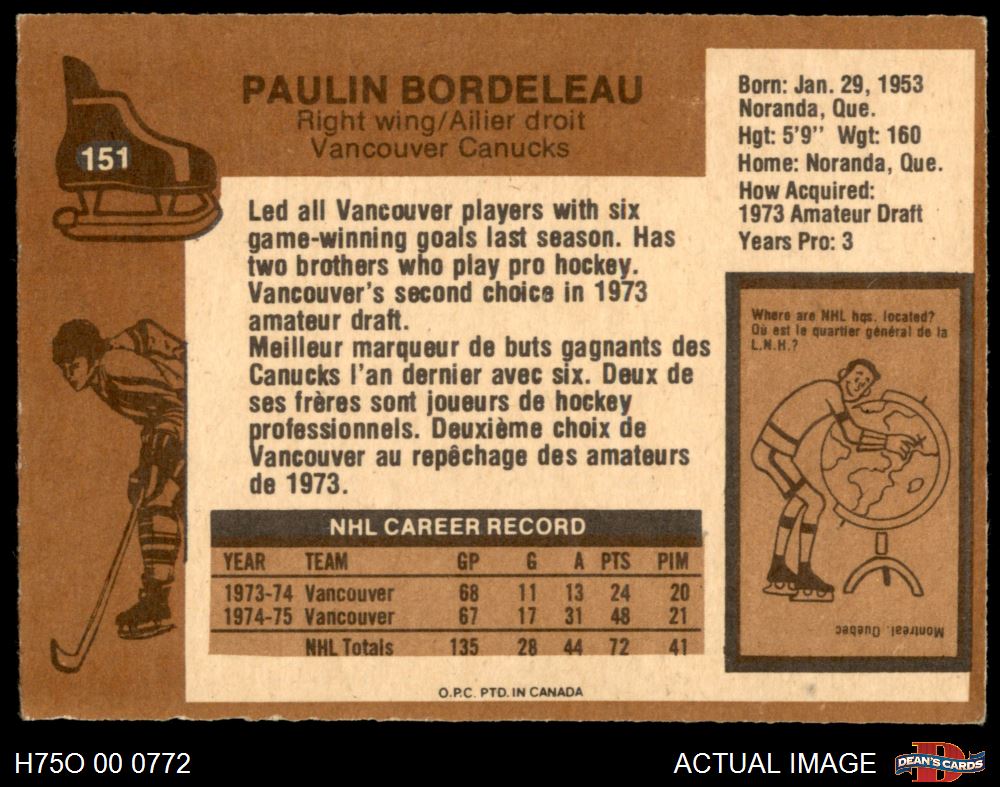 151
PAULIN BORDELEAU
Right wing/Ailier droit
Vancouver Canucks
Born: Jan. 29, 1953
Noranda, Que.
Hgt: 5'9" Wgt: 160
Home: Noranda, Que.
How Acquired:
1973 Amateur Draft
Years Pro: 3
Led all Vancouver players with six
game-winning goals last season. Has
two brothers who play pro hockey.
Vancouver's second choice in 1973
amateur draft.
Meilleur marqueur de buts gagnants des
Canucks l'an dernier avec six. Deux de
ses frères sont joueurs de hockey
professionnels. Deuxième choix de
Vancouver au repêchage des amateurs
de 1973.
Where are NHL hqs. located?
Où est le quartier général de la
L.N.H.?
Montreal, Quebec
NHL CAREER RECORD
YEAR TEAM GP G A PTS PIM
1973-74 Vancouver 68 11 13 24 20
1974-75 Vancouver 67 17 31 48 21
NHL Totals 135 28 44 72 41
O.P.C. PTD. IN CANADA
H75O 00 0772
ACTUAL IMAGE
D
DEAN'S CARDS